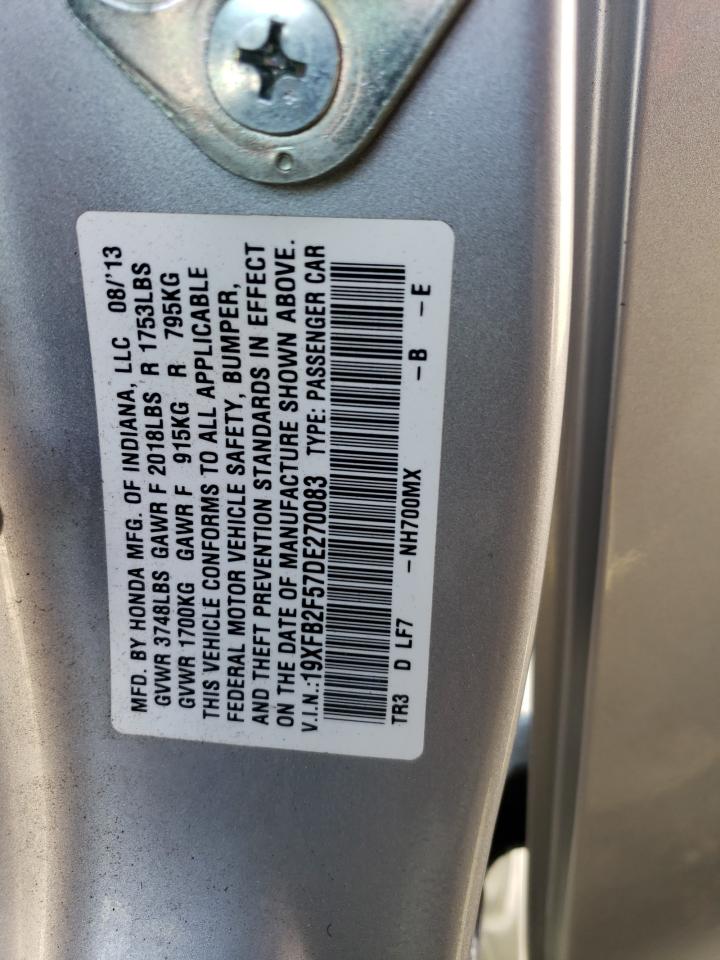 MFD. BY HONDA MFG. OF INDIANA, LLC 08/'13
GVWR 3748LBS GAWR F 2018LBS R 1753LBS
GVWR 1700KG GAWR F 915KG R 795KG
THIS VEHICLE CONFORMS TO ALL APPLICABLE
FEDERAL MOTOR VEHICLE SAFETY, BUMPER,
AND THEFT PREVENTION STANDARDS IN EFFECT
ON THE DATE OF MANUFACTURE SHOWN ABOVE.
V.I.N.:19XFB2F57DE270083 TYPE: PASSENGER CAR
TR3 D LF7 -NH700MX -B -E